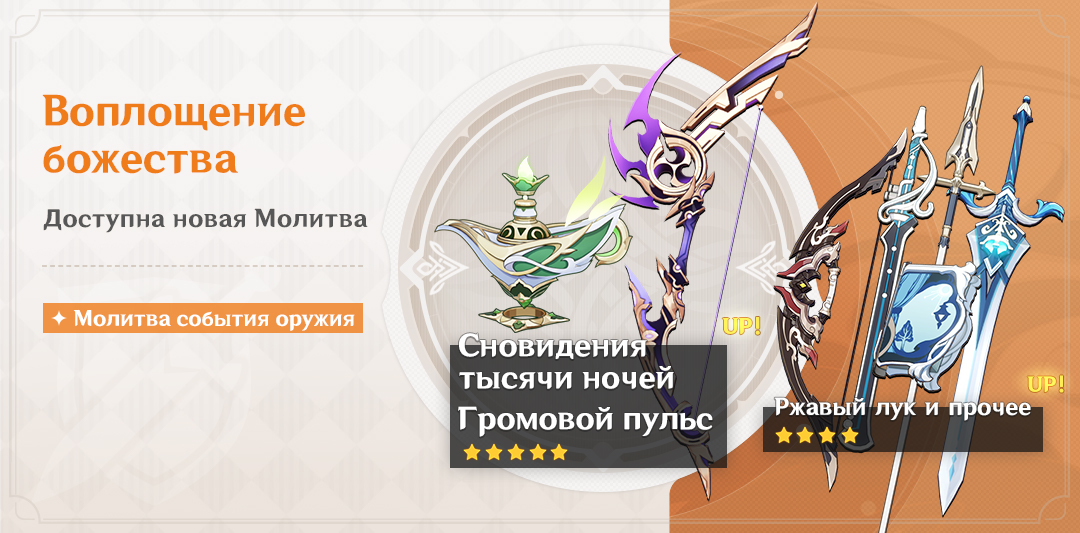 Воплощение
божества
Доступна новая Молитва
✦ Молитва события оружия
Сновидения
тысячи ночей
Громовой пульс
UP!
Ржавый лук и прочее
UP!